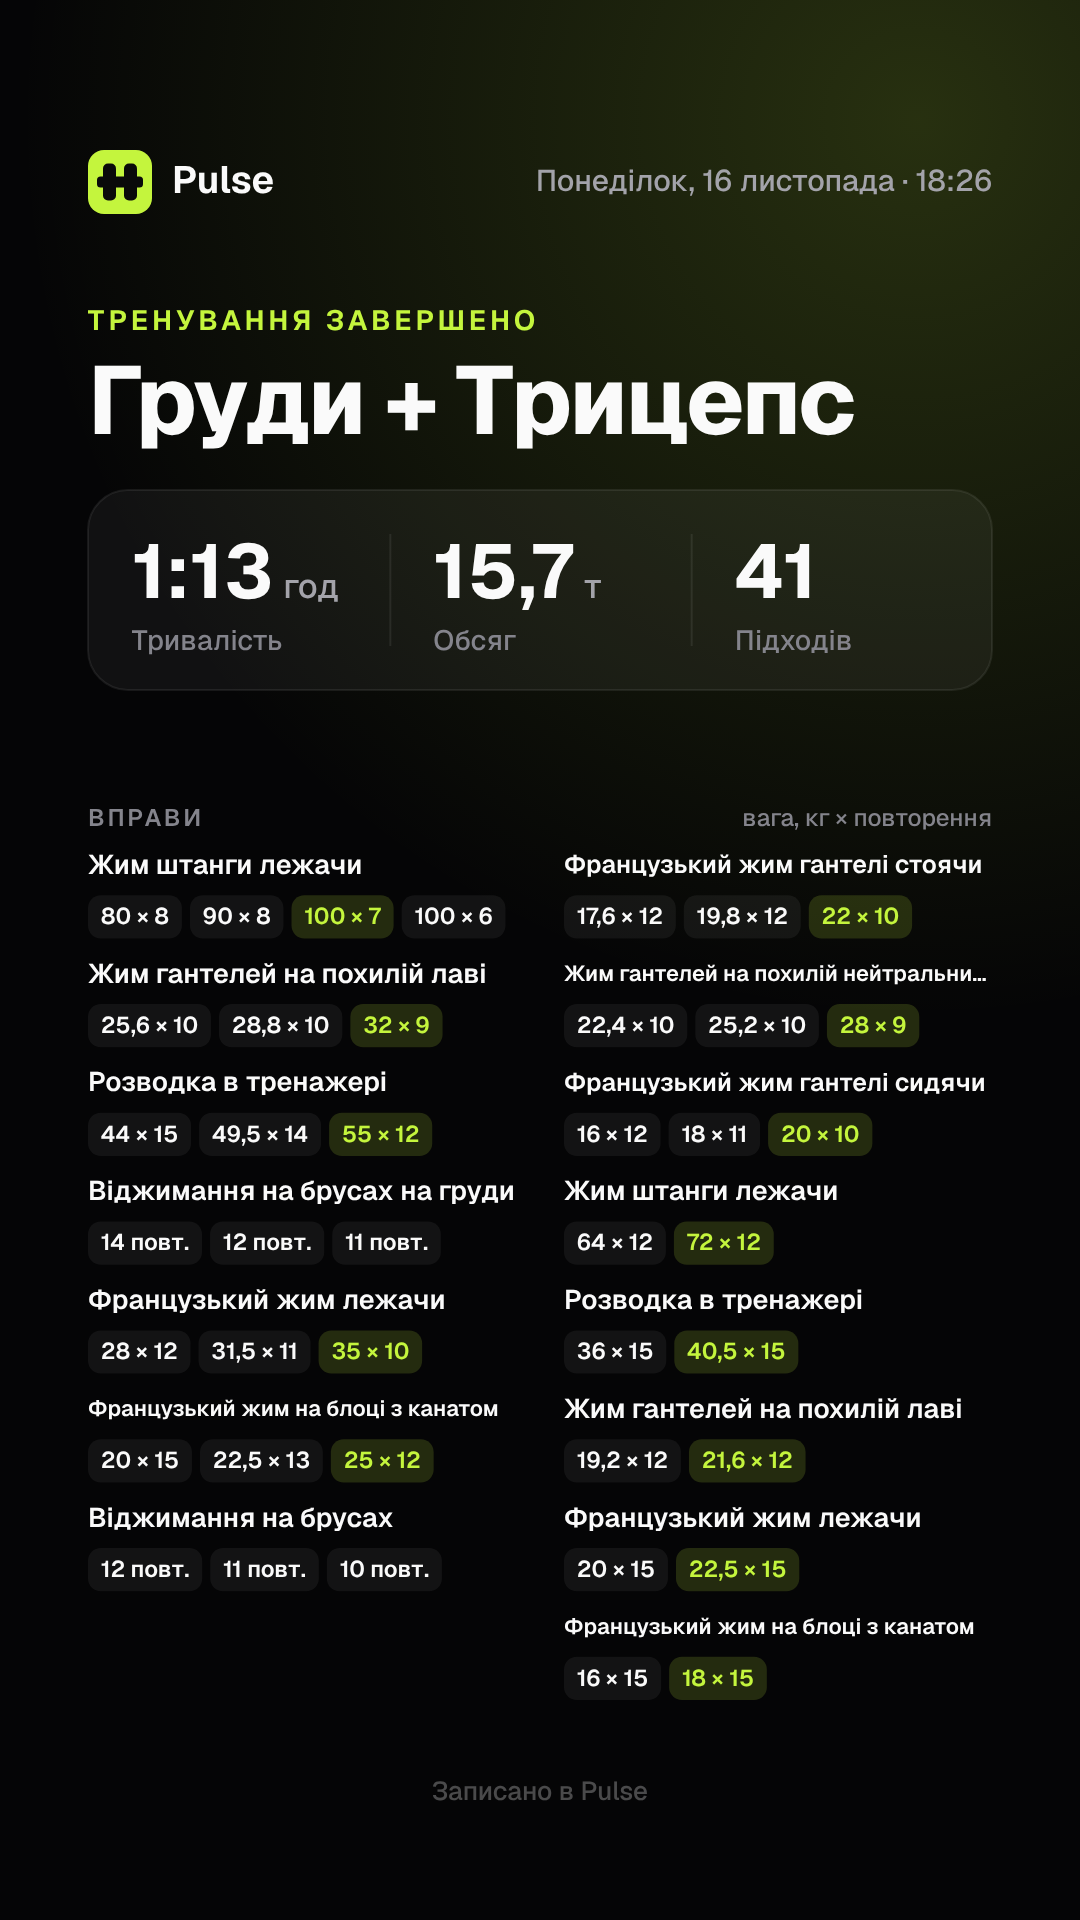 Pulse
Понеділок, 16 листопада · 18:26
ТРЕНУВАННЯ ЗАВЕРШЕНО
Груди + Трицепс
1:13 год
Тривалість
15,7 т
Обсяг
41
Підходів
ВПРАВИ
вага, кг × повторення
Жим штанги лежачи
80 × 8 90 × 8 100 × 7 100 × 6
Жим гантелей на похилій лаві
25,6 × 10 28,8 × 10 32 × 9
Розводка в тренажері
44 × 15 49,5 × 14 55 × 12
Віджимання на брусах на груди
14 повт. 12 повт. 11 повт.
Французький жим лежачи
28 × 12 31,5 × 11 35 × 10
Французький жим на блоці з канатом
20 × 15 22,5 × 13 25 × 12
Віджимання на брусах
12 повт. 11 повт. 10 повт.
Французький жим гантелі стоячи
17,6 × 12 19,8 × 12 22 × 10
Жим гантелей на похилій нейтральни...
22,4 × 10 25,2 × 10 28 × 9
Французький жим гантелі сидячи
16 × 12 18 × 11 20 × 10
Жим штанги лежачи
64 × 12 72 × 12
Розводка в тренажері
36 × 15 40,5 × 15
Жим гантелей на похилій лаві
19,2 × 12 21,6 × 12
Французький жим лежачи
20 × 15 22,5 × 15
Французький жим на блоці з канатом
16 × 15 18 × 15
Записано в Pulse